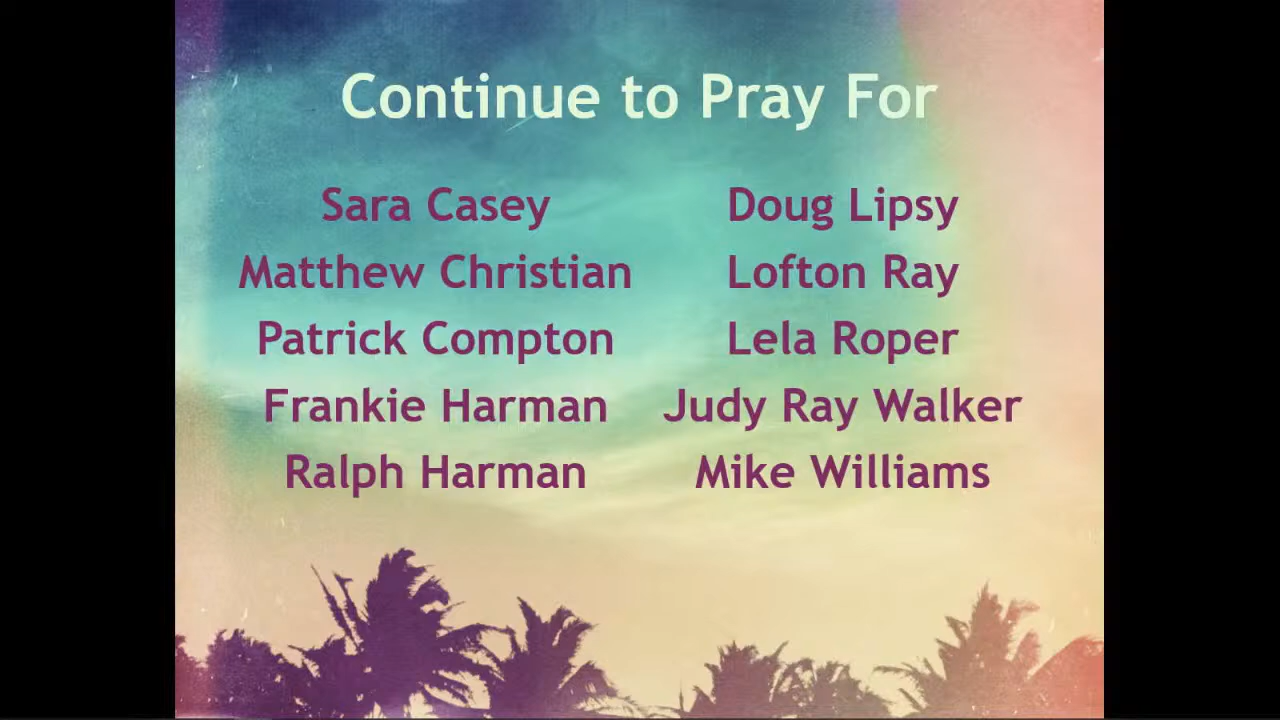 Continue to Pray For
Sara Casey
Matthew Christian
Patrick Compton
Frankie Harman
Ralph Harman
Doug Lipsy
Lofton Ray
Lela Roper
Judy Ray Walker
Mike Williams